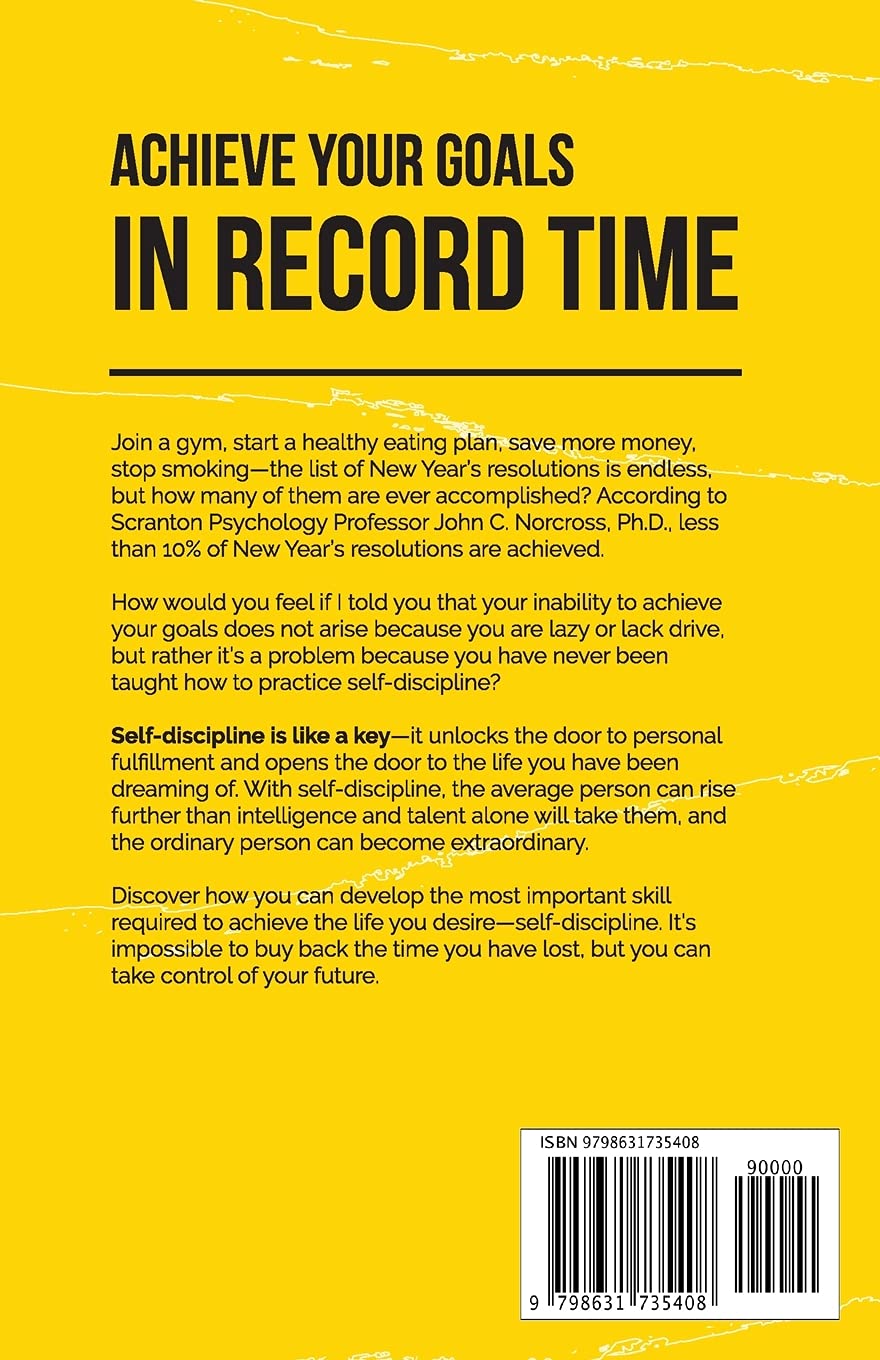 ACHIEVE YOUR GOALS
IN RECORD TIME
Join a gym, start a healthy eating plan, save more money,
stop smoking—the list of New Year's resolutions is endless,
but how many of them are ever accomplished? According to
Scranton Psychology Professor John C. Norcross, Ph.D., less
than 10% of New Year's resolutions are achieved.
How would you feel if I told you that your inability to achieve
your goals does not arise because you are lazy or lack drive,
but rather it's a problem because you have never been
taught how to practice self-discipline?
Self-discipline is like a key—it unlocks the door to personal
fulfillment and opens the door to the life you have been
dreaming of. With self-discipline, the average person can rise
further than intelligence and talent alone will take them, and
the ordinary person can become extraordinary.
Discover how you can develop the most important skill
required to achieve the life you desire—self-discipline. It's
impossible to buy back the time you have lost, but you can
take control of your future.
ISBN 9798631735408
90000
9 798631 735408